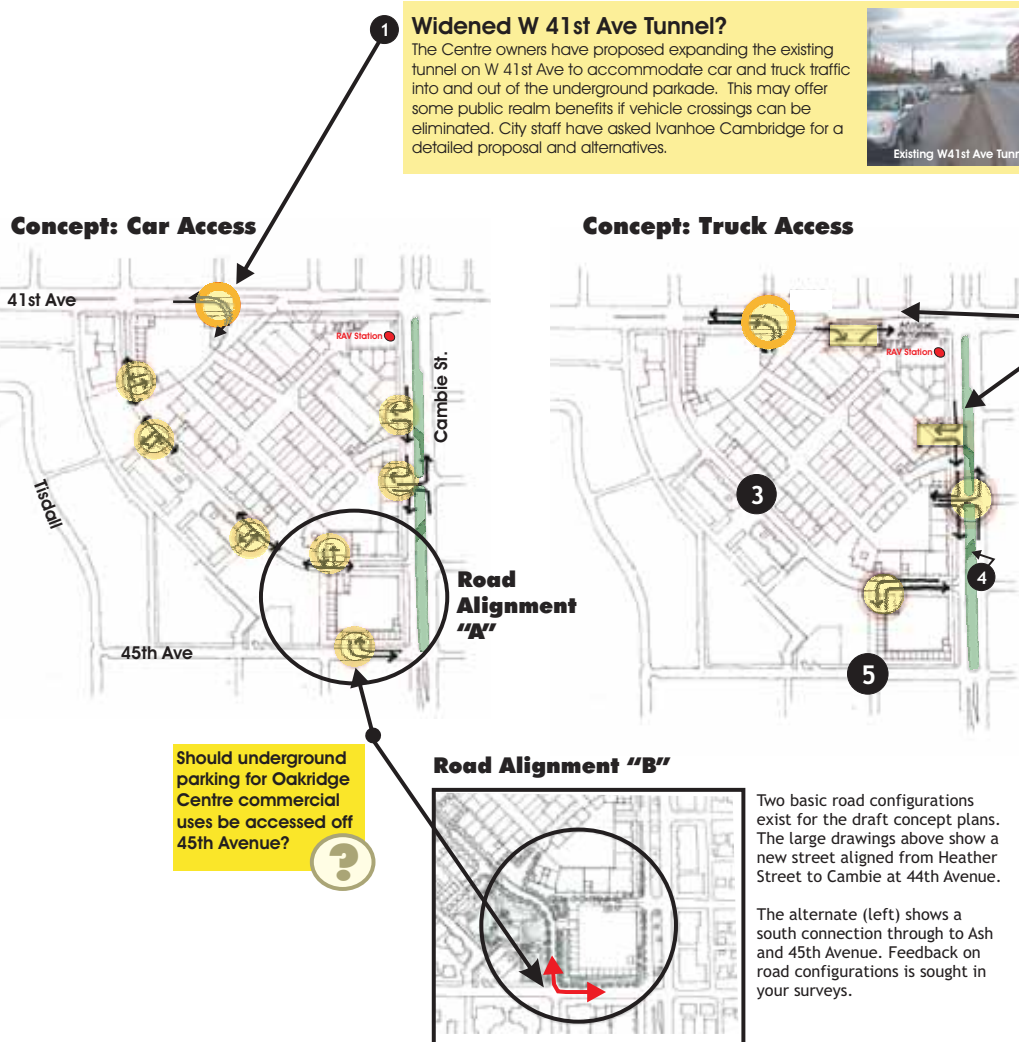 1
Widened W 41st Ave Tunnel?
The Centre owners have proposed expanding the existing
tunnel on W 41st Ave to accommodate car and truck traffic
into and out of the underground parkade. This may offer
some public realm benefits if vehicle crossings can be
eliminated. City staff have asked Ivanhoe Cambridge for a
detailed proposal and alternatives.
Existing W41st Ave Tunn
Concept: Car Access
41st Ave
RAV Station
Cambie St.
Tisdall
Road
Alignment
"A"
45th Ave
Concept: Truck Access
RAV Station
3
4
5
Should underground
parking for Oakridge
Centre commercial
uses be accessed off
45th Avenue?
?
Road Alignment "B"
Two basic road configurations
exist for the draft concept plans.
The large drawings above show a
new street aligned from Heather
Street to Cambie at 44th Avenue.
The alternate (left) shows a
south connection through to Ash
and 45th Avenue. Feedback on
road configurations is sought in
your surveys.